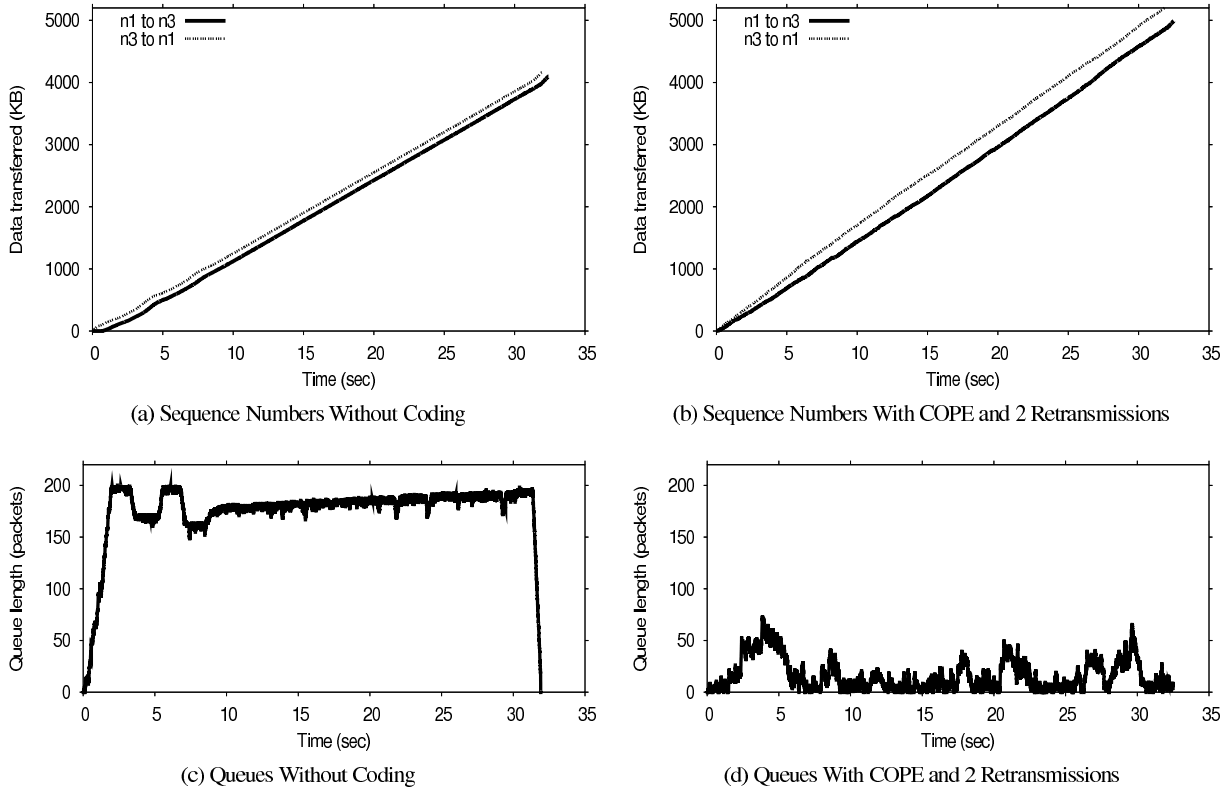 5000
4000
3000
2000
1000
0
Data transferred (KB)
n1 to n3
n3 to n1
0 5 10 15 20 25 30 35
Time (sec)
(a) Sequence Numbers Without Coding
5000
4000
3000
2000
1000
0
Data transferred (KB)
n1 to n3
n3 to n1
0 5 10 15 20 25 30 35
Time (sec)
(b) Sequence Numbers With COPE and 2 Retransmissions
200
150
100
50
0
Queue length (packets)
0 5 10 15 20 25 30 35
Time (sec)
(c) Queues Without Coding
200
150
100
50
0
Queue length (packets)
0 5 10 15 20 25 30 35
Time (sec)
(d) Queues With COPE and 2 Retransmissions